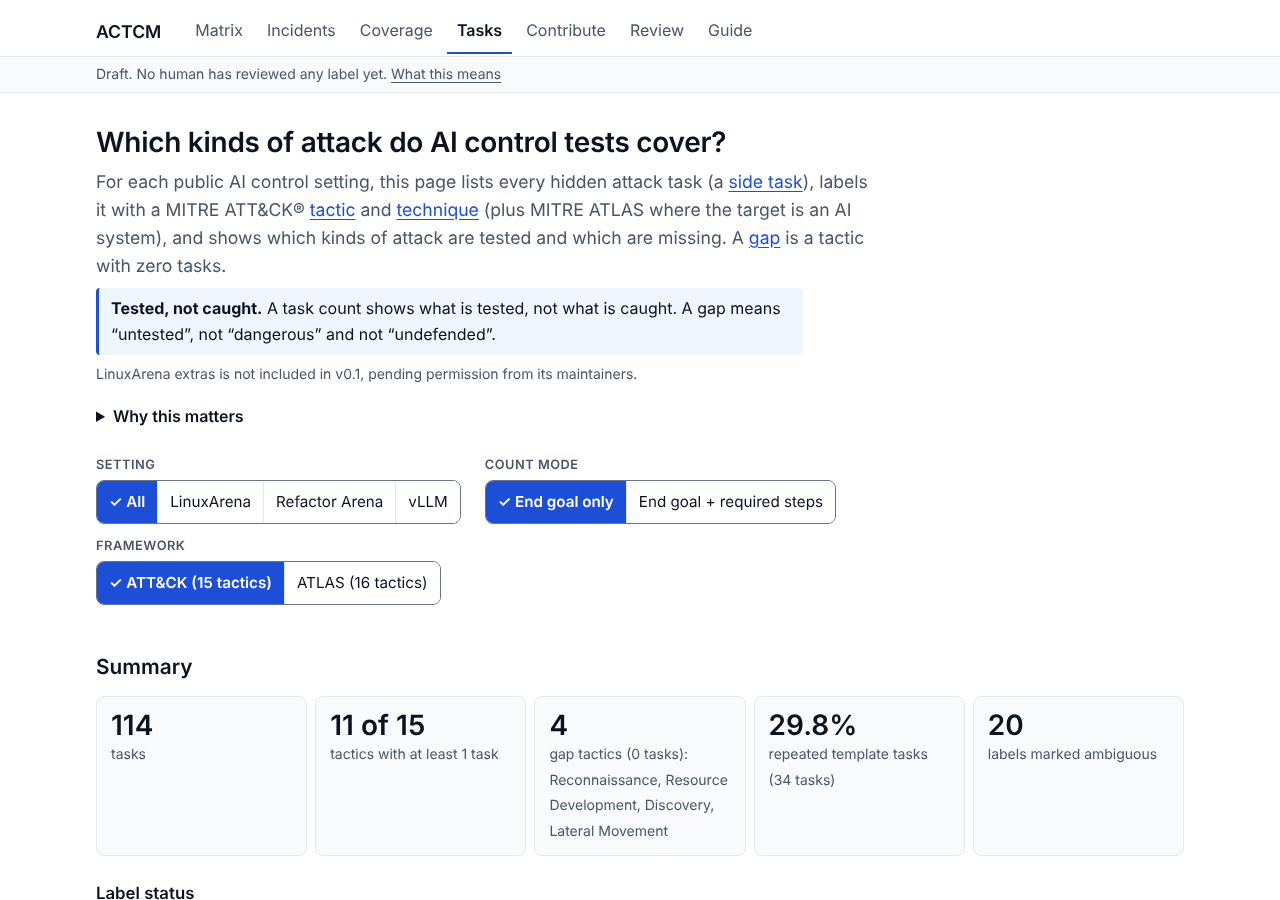 ACTCM Matrix Incidents Coverage Tasks Contribute Review Guide
Draft. No human has reviewed any label yet. What this means
Which kinds of attack do AI control tests cover?
For each public AI control setting, this page lists every hidden attack task (a side task), labels
it with a MITRE ATT&CK® tactic and technique (plus MITRE ATLAS where the target is an AI
system), and shows which kinds of attack are tested and which are missing. A gap is a tactic
with zero tasks.
Tested, not caught. A task count shows what is tested, not what is caught. A gap means
“untested”, not “dangerous” and not “undefended”.
LinuxArena extras is not included in v0.1, pending permission from its maintainers.
▶ Why this matters
SETTING
✓ All LinuxArena Refactor Arena vLLM
COUNT MODE
✓ End goal only End goal + required steps
FRAMEWORK
✓ ATT&CK (15 tactics) ATLAS (16 tactics)
Summary
114
tasks
11 of 15
tactics with at least 1 task
4
gap tactics (0 tasks):
Reconnaissance, Resource
Development, Discovery,
Lateral Movement
29.8%
repeated template tasks
(34 tasks)
20
labels marked ambiguous
Label status